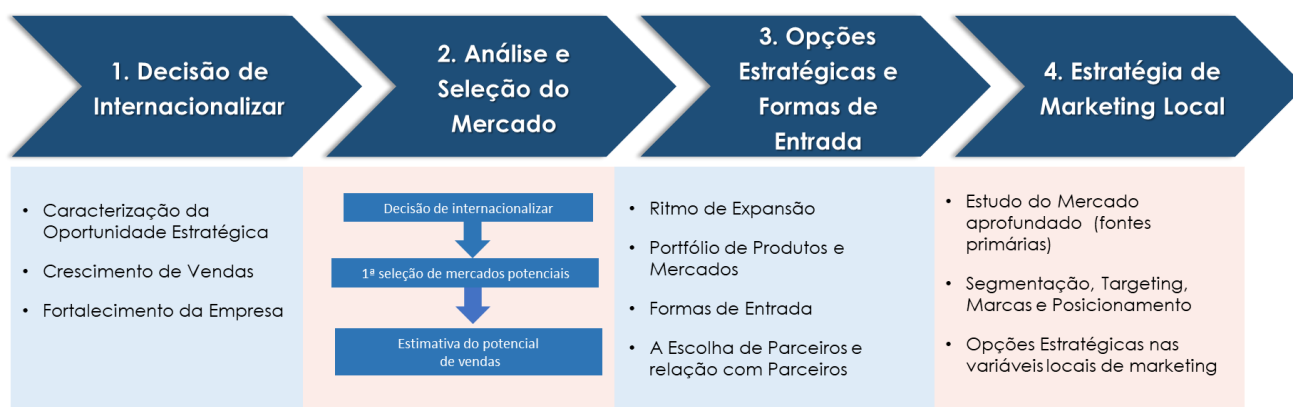 1. Decisão de
Internacionalizar
2. Análise e
Seleção do
Mercado
3. Opções
Estratégicas e
Formas de
Entrada
4. Estratégia de
Marketing Local
• Caracterização da
Oportunidade Estratégica
• Crescimento de Vendas
• Fortalecimento da Empresa
Decisão de internacionalizar
1ª seleção de mercados potenciais
Estimativa do potencial
de vendas
• Ritmo de Expansão
• Portfólio de Produtos e
Mercados
• Formas de Entrada
• A Escolha de Parceiros e
relação com Parceiros
• Estudo do Mercado
aprofundado (fontes
primárias)
• Segmentação, Targeting,
Marcas e Posicionamento
• Opções Estratégicas nas
variáveis locais de marketing